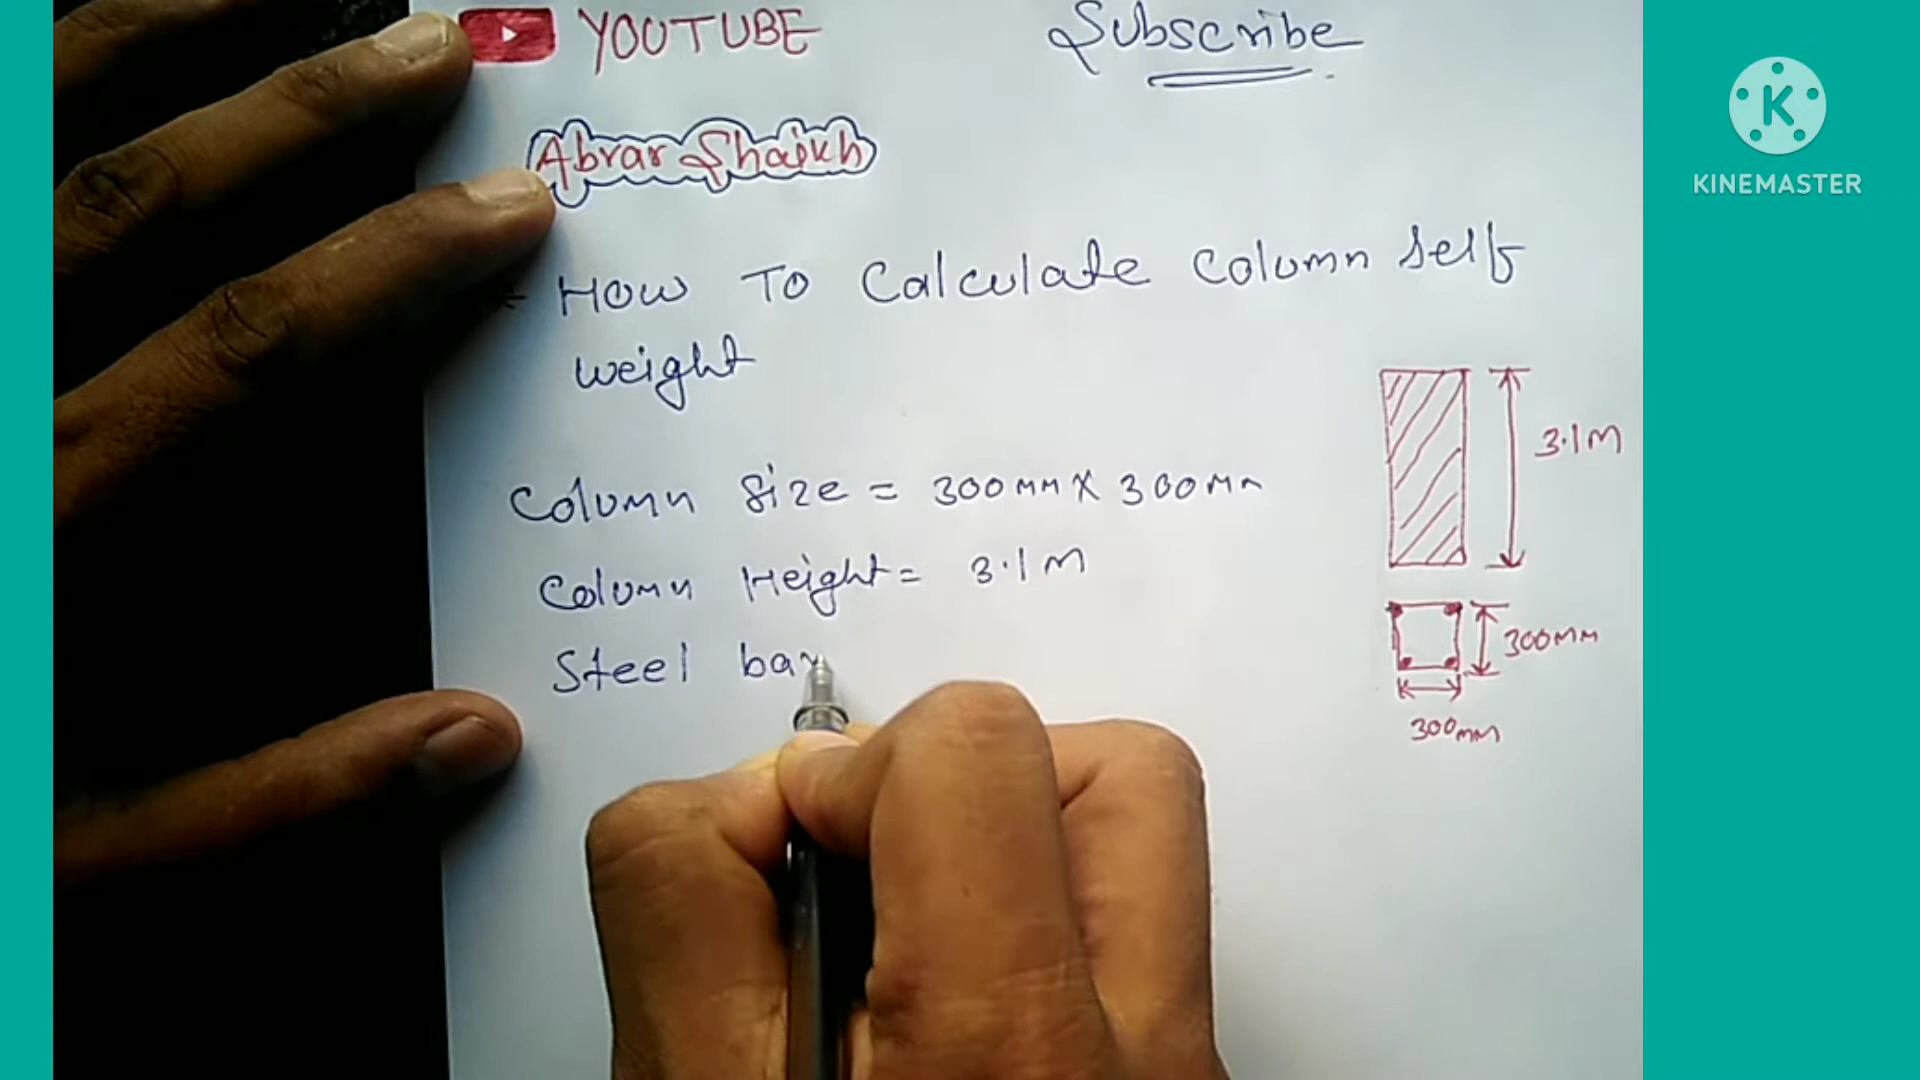 YOUTUBE Subscribe
Abrar Shaikh
KINEMASTER
How To Calculate Column self
weight
Column Size = 300mm x 300mm
Column Height = 3.1M
Steel bar
3.1M
300mm
300mm